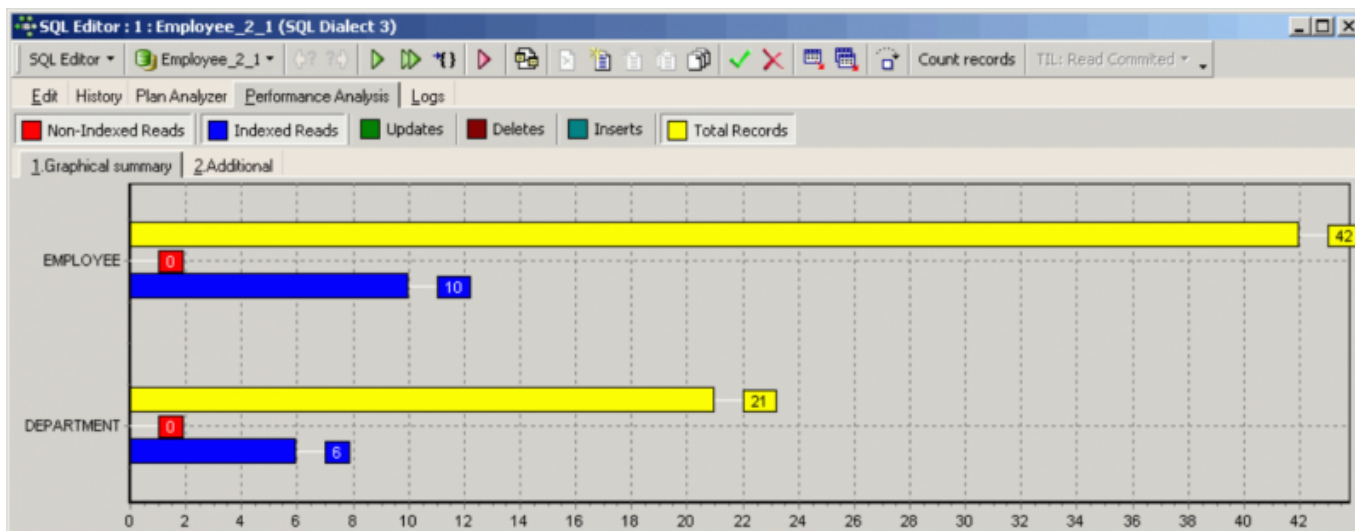 SQL Editor : 1 : Employee_2_1 (SQL Dialect 3)
SQL Editor Employee_2_1 Count records TIL: Read Commited
Edit History Plan Analyzer Performance Analysis Logs
Non-Indexed Reads Indexed Reads Updates Deletes Inserts Total Records
1.Graphical summary 2.Additional
42
EMPLOYEE 0
10
21
DEPARTMENT 0
6
0 2 4 6 8 10 12 14 16 18 20 22 24 26 28 30 32 34 36 38 40 42